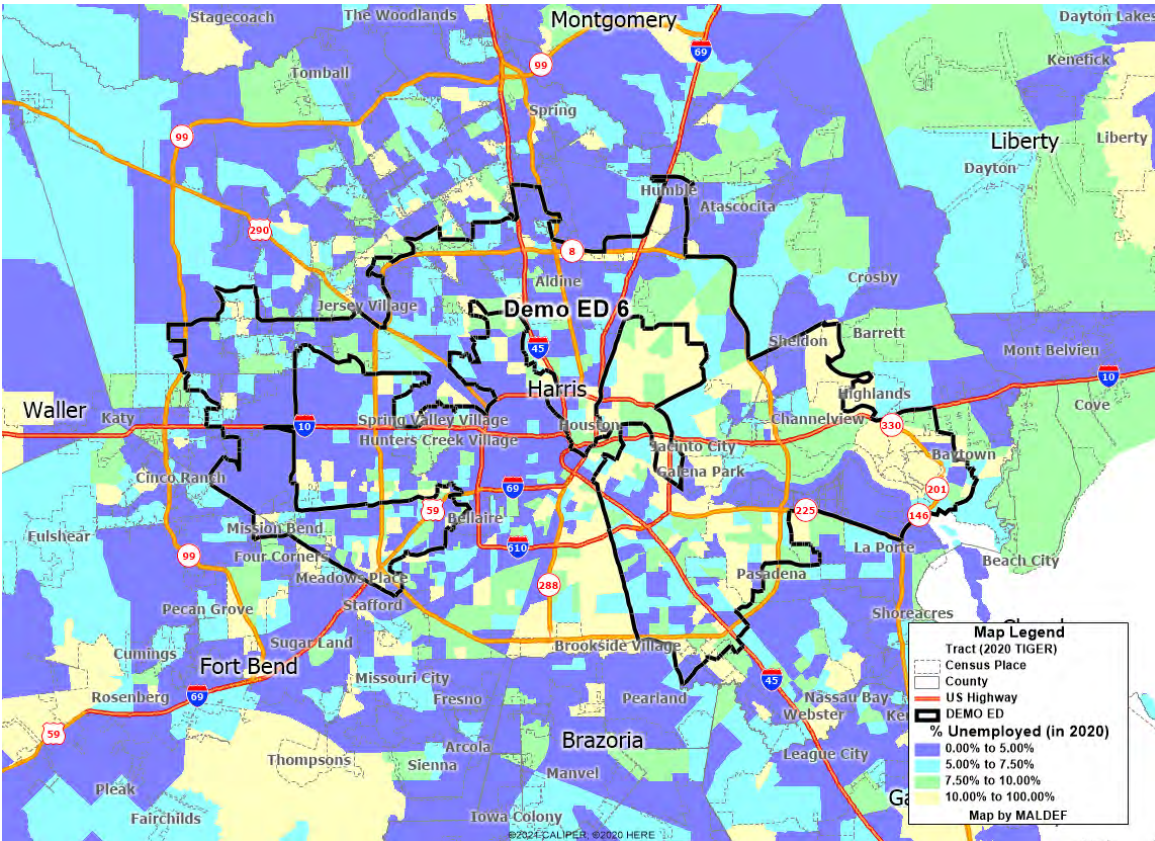 Stagecoach
The Woodlands
Montgomery
Dayton Lakes
Kenefick
69
99
Tomball
Spring
99
Liberty
Liberty
Dayton
Humble
Atascocita
290
8
Aldine
Crosby
Jersey Village
Demo ED 6
Sheldon
Barrett
45
Mont Belvieu
Harris
Highlands
10
Waller
Katy
10
Spring Valley Village
Houston
Channelview
330
Cove
Hunters Creek Village
Jacinto City
Baytown
Galena Park
Cinco Ranch
69
201
59
Bellaire
225
146
Mission Bend
Fulshear
Four Corners
610
La Porte
99
Beach City
Meadows Place
288
Pasadena
Stafford
Pecan Grove
Shoreacres
Sugar Land
Brookside Village
Cumings
Fort Bend
Missouri City
45
Rosenberg
69
Fresno
Pearland
Nassau Bay
Webster
59
Brazoria
Arcola
League City
Thompsons
Sienna
Manvel
Pleak
Fairchilds
Iowa Colony
©2021 CALIPER; ©2020 HERE
Map Legend
Tract (2020 TIGER)
Census Place
County
US Highway
DEMO ED
% Unemployed (in 2020)
0.00% to 5.00%
5.00% to 7.50%
7.50% to 10.00%
10.00% to 100.00%
Map by MALDEF